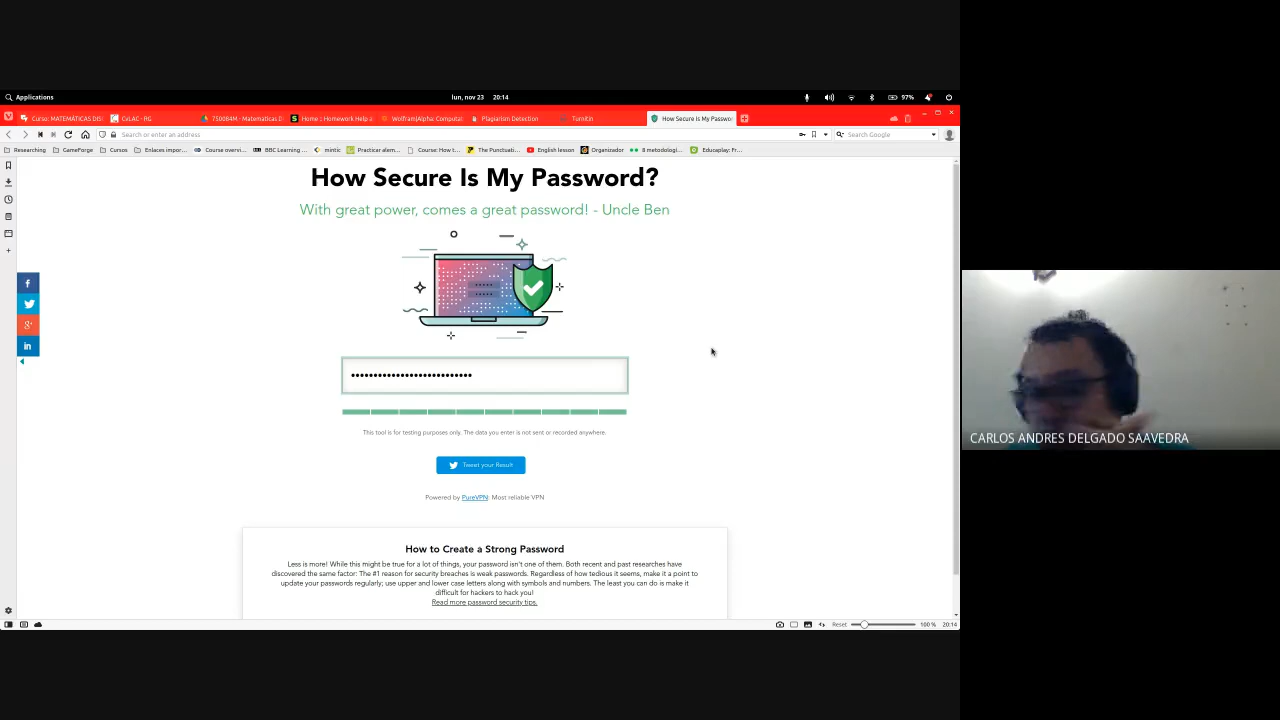 Applications
lun, nov 23 20:14
97%
Curso: MATEMÁTICAS DIS
CvLAC - RG
750084M - Matematicas D
Home :: Homework Help &
Wolfram|Alpha: Computat
Plagiarism Detection
Turnitin
How Secure Is My Passwor
Search or enter address
Search Google
Researching
GameForge
Cursos
Enlaces impor...
Course overvi...
BBC Learning ...
mintic
Practicar alem...
Course: How t...
The Punctuati...
English lesson
Organizador
8 metodologi...
Educaplay: Fr...
How Secure Is My Password?
With great power, comes a great password! - Uncle Ben
This tool is for testing purposes only. The data you enter is not sent or recorded anywhere.
Tweet your Result
Powered by PureVPN: Most reliable VPN
How to Create a Strong Password
Less is more! While this might be true for a lot of things, your password isn't one of them. Both recent and past researches have
discovered the same factor: The #1 reason for security breaches is weak passwords. Regardless of how tedious it seems, make it a point to
update your passwords regularly; use upper and lower case letters along with symbols and numbers. The least you can do is make it
difficult for hackers to hack you!
Read more password security tips.
CARLOS ANDRES DELGADO SAAVEDRA
Reset
100 %
20:14